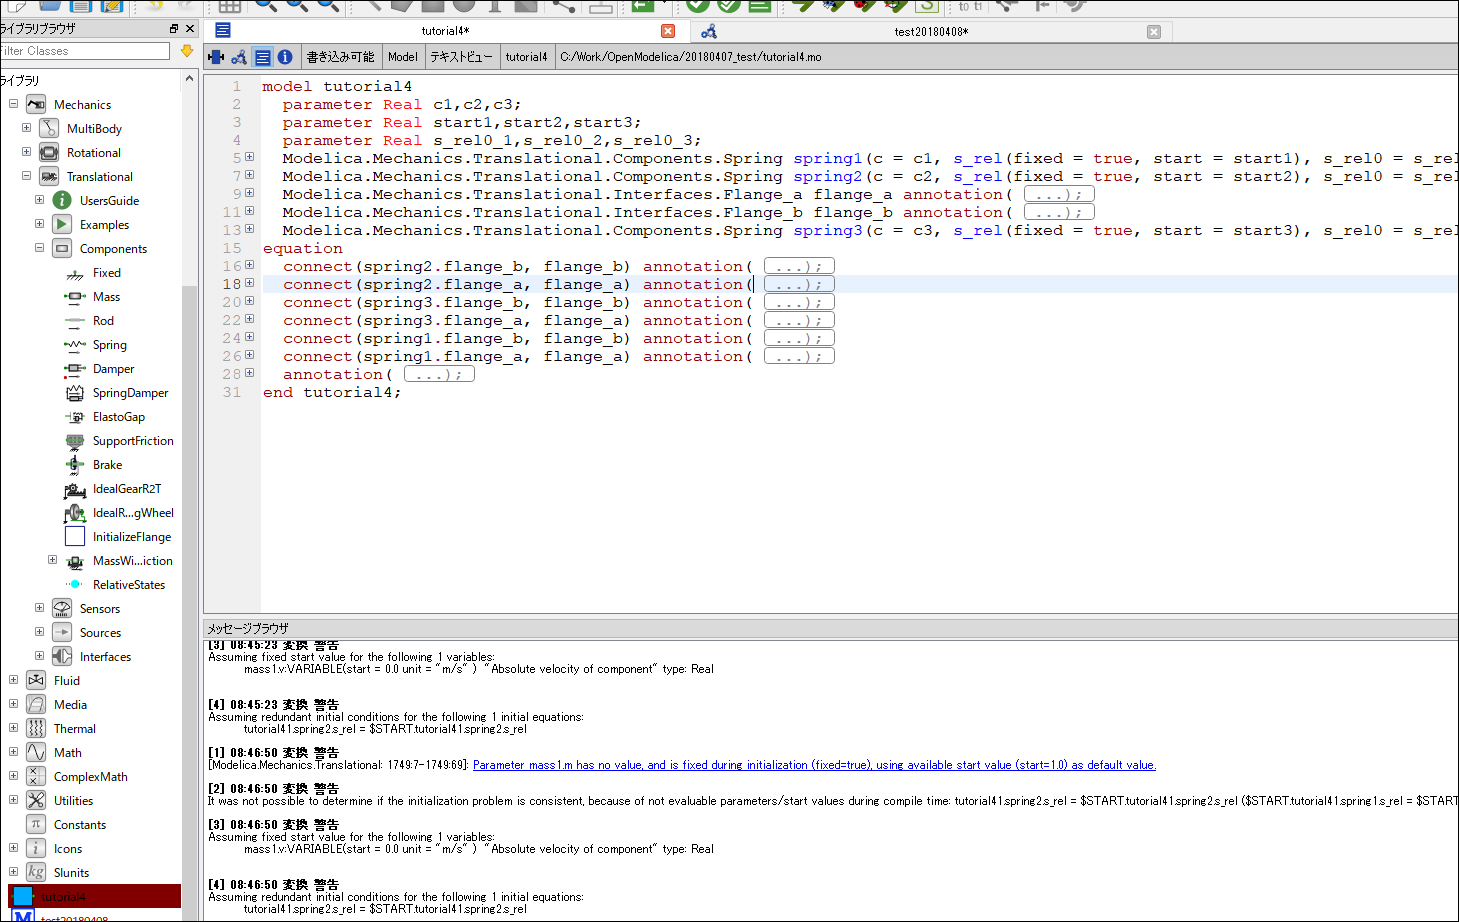 イブラリブラウザ
ilter Classes
イブラリ
Mechanics
MultiBody
Rotational
Translational
UsersGuide
Examples
Components
Fixed
Mass
Rod
Spring
Damper
SpringDamper
ElastoGap
SupportFriction
Brake
IdealGearR2T
IdealR...gWheel
InitializeFlange
MassWi...iction
RelativeStates
Sensors
Sources
Interfaces
Fluid
Media
Thermal
Math
ComplexMath
Utilities
Constants
Icons
SIunits
tutorial4
test20180408
tutorial4*
test20180408*
書き込み可能 Model テキストビュー tutorial4 C:/Work/OpenModelica/20180407_test/tutorial4.mo
1 model tutorial4
2 parameter Real c1,c2,c3;
3 parameter Real start1,start2,start3;
4 parameter Real s_rel0_1,s_rel0_2,s_rel0_3;
5 Modelica.Mechanics.Translational.Components.Spring spring1(c = c1, s_rel(fixed = true, start = start1), s_rel0 = s_rel
7 Modelica.Mechanics.Translational.Components.Spring spring2(c = c2, s_rel(fixed = true, start = start2), s_rel0 = s_rel
9 Modelica.Mechanics.Translational.Interfaces.Flange_a flange_a annotation( ...);
11 Modelica.Mechanics.Translational.Interfaces.Flange_b flange_b annotation( ...);
13 Modelica.Mechanics.Translational.Components.Spring spring3(c = c3, s_rel(fixed = true, start = start3), s_rel0 = s_rel
15 equation
16 connect(spring2.flange_b, flange_b) annotation( ...);
18 connect(spring2.flange_a, flange_a) annotation( ...);
20 connect(spring3.flange_b, flange_b) annotation( ...);
22 connect(spring3.flange_a, flange_a) annotation( ...);
24 connect(spring1.flange_b, flange_b) annotation( ...);
26 connect(spring1.flange_a, flange_a) annotation( ...);
28 annotation( ...);
31 end tutorial4;
メッセージブラウザ
[3] 08:45:23 変換 警告
Assuming fixed start value for the following 1 variables:
mass1.v:VARIABLE(start = 0.0 unit = "m/s" ) "Absolute velocity of component" type: Real
[4] 08:45:23 変換 警告
Assuming redundant initial conditions for the following 1 initial equations:
tutorial41.spring2.s_rel = $START.tutorial41.spring2.s_rel
[1] 08:46:50 変換 警告
[Modelica.Mechanics.Translational: 1749:7-1749:69]: Parameter mass1.m has no value, and is fixed during initialization (fixed=true), using available start value (start=1.0) as default value.
[2] 08:46:50 変換 警告
It was not possible to determine if the initialization problem is consistent, because of not evaluable parameters/start values during compile time: tutorial41.spring2.s_rel = $START.tutorial41.spring2.s_rel ($START.tutorial41.spring1.s_rel = $START
[3] 08:46:50 変換 警告
Assuming fixed start value for the following 1 variables:
mass1.v:VARIABLE(start = 0.0 unit = "m/s" ) "Absolute velocity of component" type: Real
[4] 08:46:50 変換 警告
Assuming redundant initial conditions for the following 1 initial equations:
tutorial41.spring2.s_rel = $START.tutorial41.spring2.s_rel